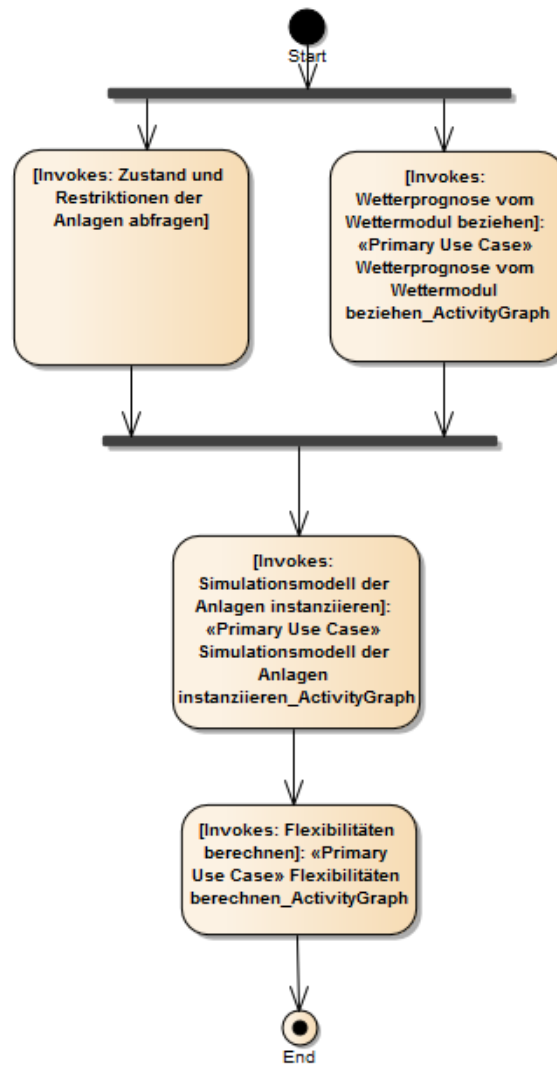 Start
[Invokes: Zustand und
Restriktionen der
Anlagen abfragen]
[Invokes:
Wetterprognose vom
Wettermodul beziehen]:
«Primary Use Case»
Wetterprognose vom
Wettermodul
beziehen_ActivityGraph
[Invokes:
Simulationsmodell der
Anlagen instanziieren]:
«Primary Use Case»
Simulationsmodell der
Anlagen
instanziieren_ActivityGraph
[Invokes: Flexibilitäten
berechnen]: «Primary
Use Case» Flexibilitäten
berechnen_ActivityGraph
End